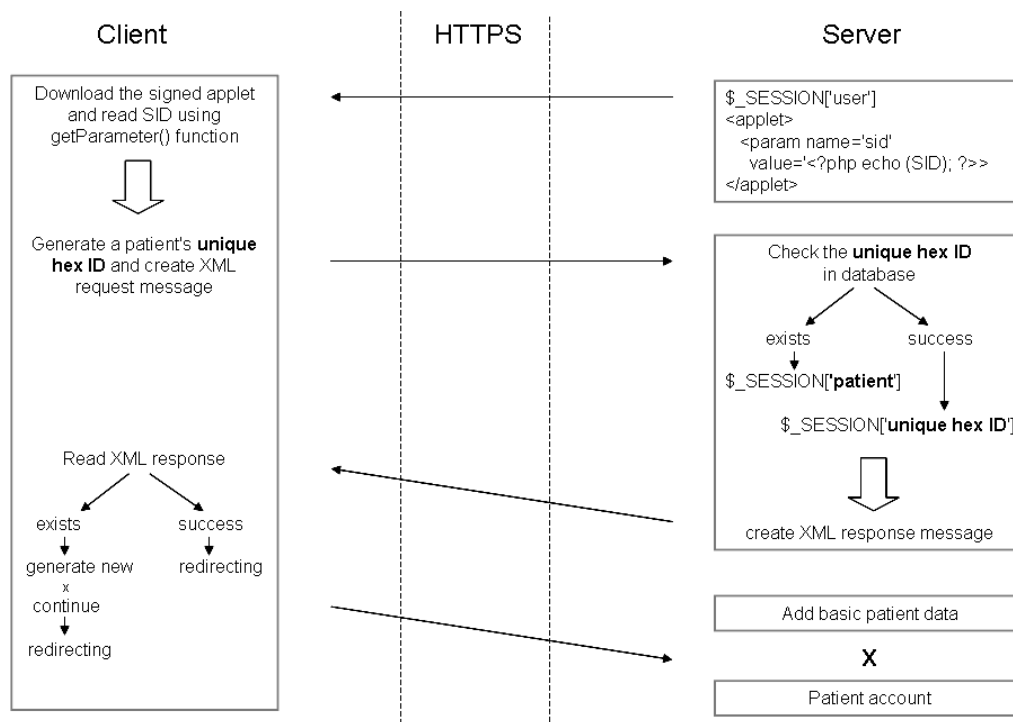 Client
HTTPS
Server
Download the signed applet
and read SID using
getParameter() function
Generate a patient's unique
hex ID and create XML
request message
Read XML response
exists
success
generate new
redirecting
x
continue
redirecting
$_SESSION['user']
<applet>
<param name='sid'
value='<?php echo (SID); ?>>
</applet>
Check the unique hex ID
in database
exists
success
$_SESSION['patient']
$_SESSION['unique hex ID']
create XML response message
Add basic patient data
X
Patient account